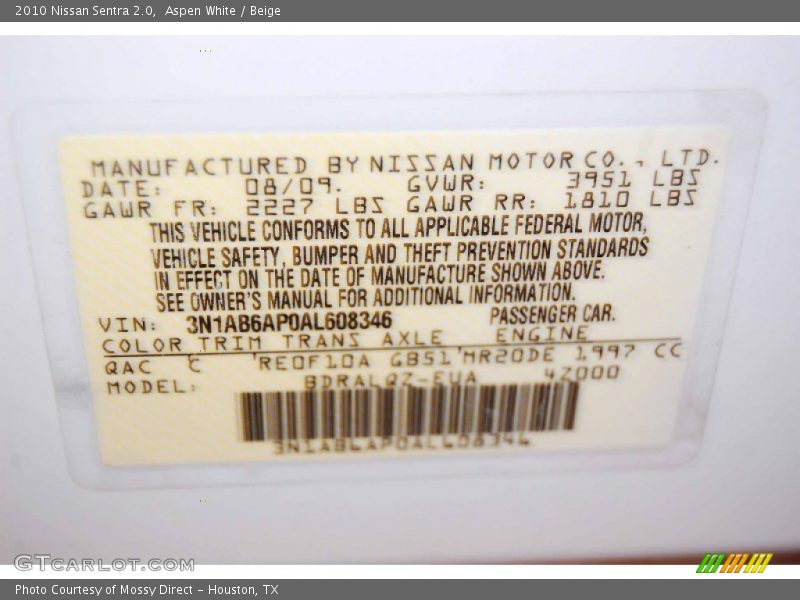 2010 Nissan Sentra 2.0,  Aspen White / Beige
MANUFACTURED BY NISSAN MOTOR CO., LTD.
DATE: 08/09. GVWR: 3951 LBS
GAWR FR: 2227 LBS GAWR RR: 1810 LBS
THIS VEHICLE CONFORMS TO ALL APPLICABLE FEDERAL MOTOR,
VEHICLE SAFETY, BUMPER AND THEFT PREVENTION STANDARDS
IN EFFECT ON THE DATE OF MANUFACTURE SHOWN ABOVE.
SEE OWNER'S MANUAL FOR ADDITIONAL INFORMATION.
VIN: 3N1AB6AP0AL608346 PASSENGER CAR.
COLOR TRIM TRANS AXLE ENGINE
QAC C RE0F10A GB51 MR20DE 1997 CC
MODEL: BDRALQZ-EUA 4Z000
3N1AB6AP0AL608346
GTCARLOT.COM
Photo Courtesy of Mossy Direct – Houston, TX